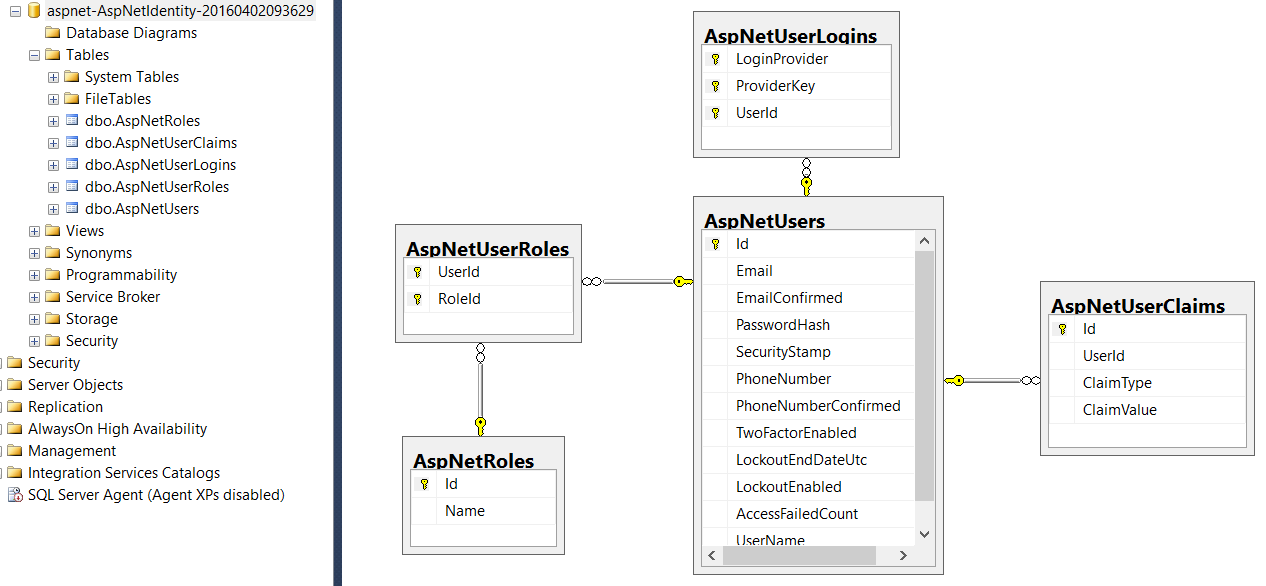 aspnet-AspNetIdentity-20160402093629
Database Diagrams
Tables
System Tables
FileTables
dbo.AspNetRoles
dbo.AspNetUserClaims
dbo.AspNetUserLogins
dbo.AspNetUserRoles
dbo.AspNetUsers
Views
Synonyms
Programmability
Service Broker
Storage
Security
Security
Server Objects
Replication
AlwaysOn High Availability
Management
Integration Services Catalogs
SQL Server Agent (Agent XPs disabled)
AspNetUserLogins
LoginProvider
ProviderKey
UserId
AspNetUserRoles
UserId
RoleId
AspNetRoles
Id
Name
AspNetUsers
Id
Email
EmailConfirmed
PasswordHash
SecurityStamp
PhoneNumber
PhoneNumberConfirmed
TwoFactorEnabled
LockoutEndDateUtc
LockoutEnabled
AccessFailedCount
UserName
AspNetUserClaims
Id
UserId
ClaimType
ClaimValue